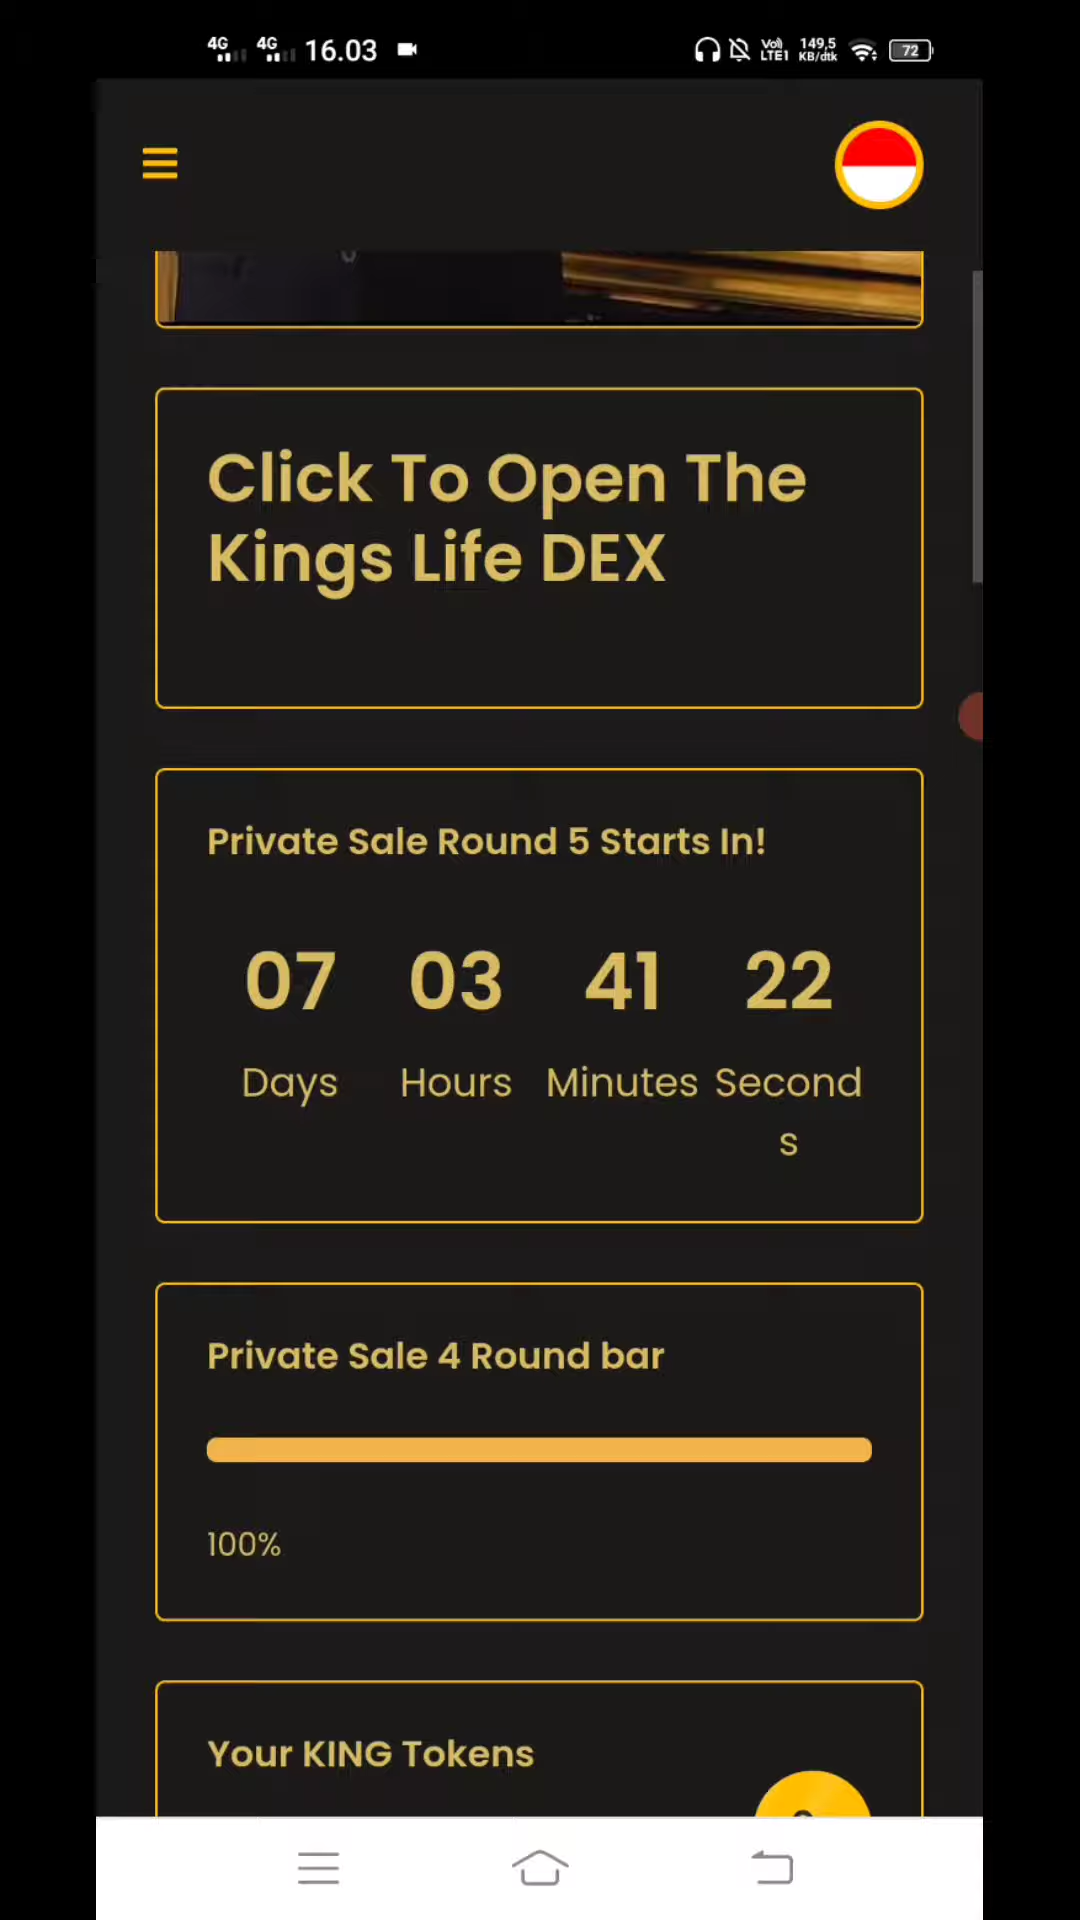 4G 4G 16.03 Vo) LTE1 149,5 KB/dtk 72
Click To Open The
Kings Life DEX
Private Sale Round 5 Starts In!
07 03 41 22
Days Hours Minutes Second
s
Private Sale 4 Round bar
100%
Your KING Tokens